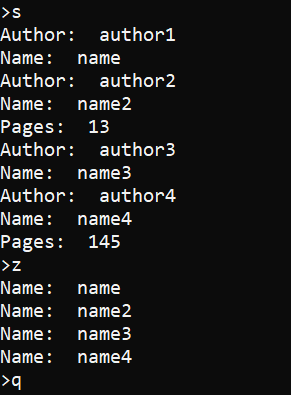 >s
Author:  author1
Name:  name
Author:  author2
Name:  name2
Pages:  13
Author:  author3
Name:  name3
Author:  author4
Name:  name4
Pages:  145
>z
Name:  name
Name:  name2
Name:  name3
Name:  name4
>q